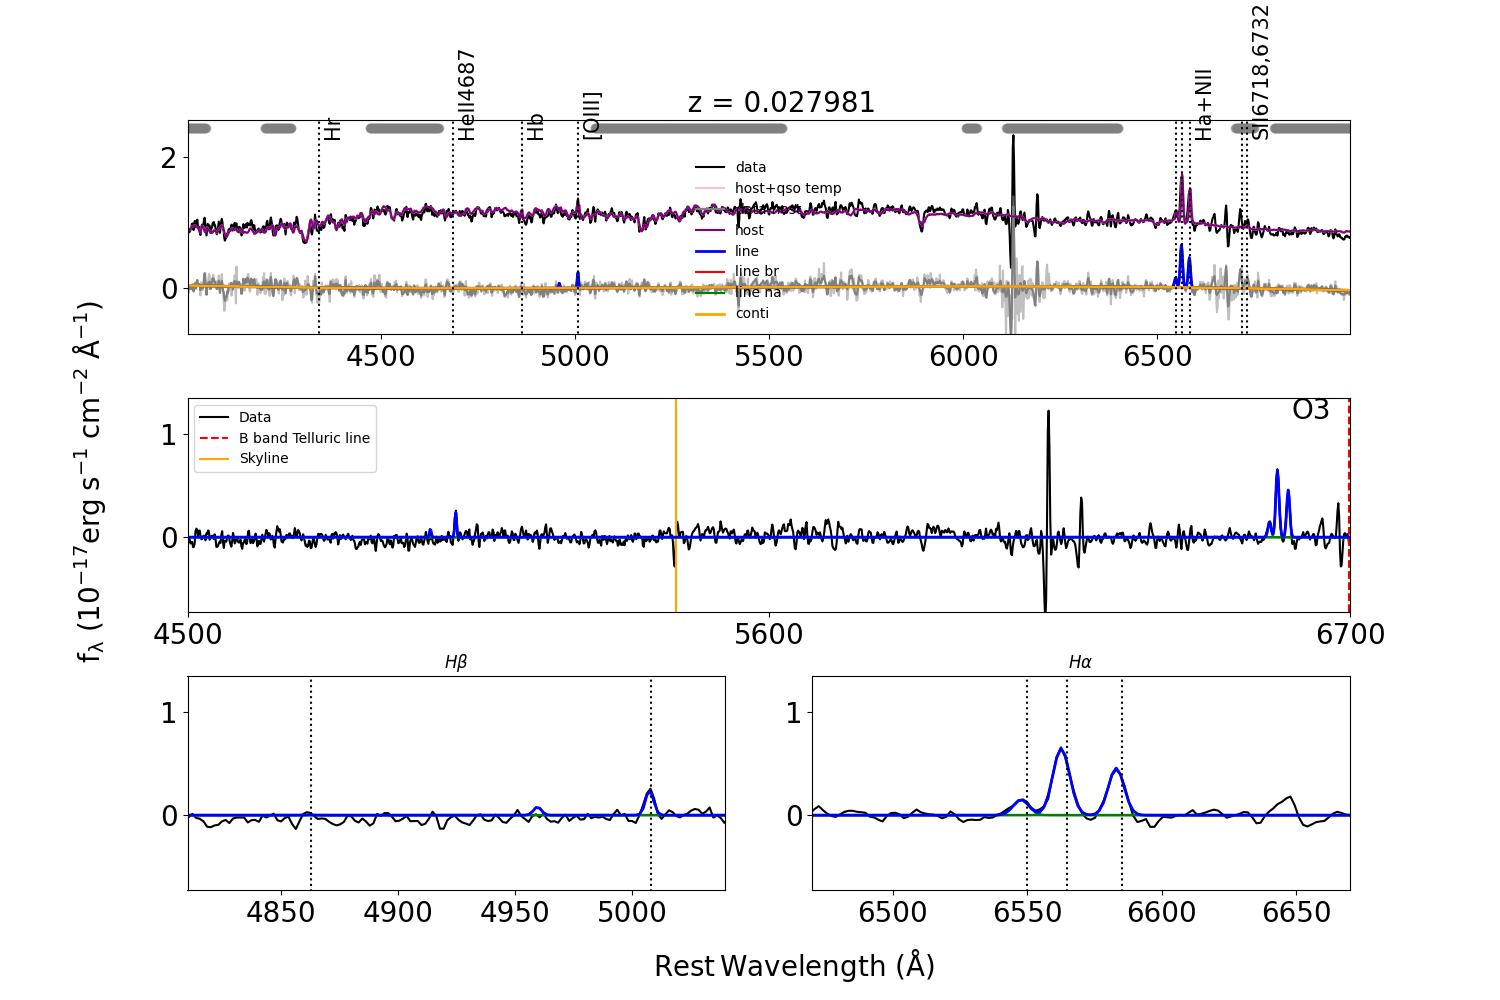 Hr
HeII4687
Hb
[OIII]
Ha+NII
SII6718,6732
z = 0.027981
2
0
data
host+qso temp
host
line
line br
line na
conti
4500
5000
5500
6000
6500
fλ (10−17erg s−1 cm−2 Å−1)
O3
1
0
Data
B band Telluric line
Skyline
4500
5600
6700
Hβ
1
0
4850
4900
4950
5000
Hα
1
0
6500
6550
6600
6650
Rest Wavelength (Å)